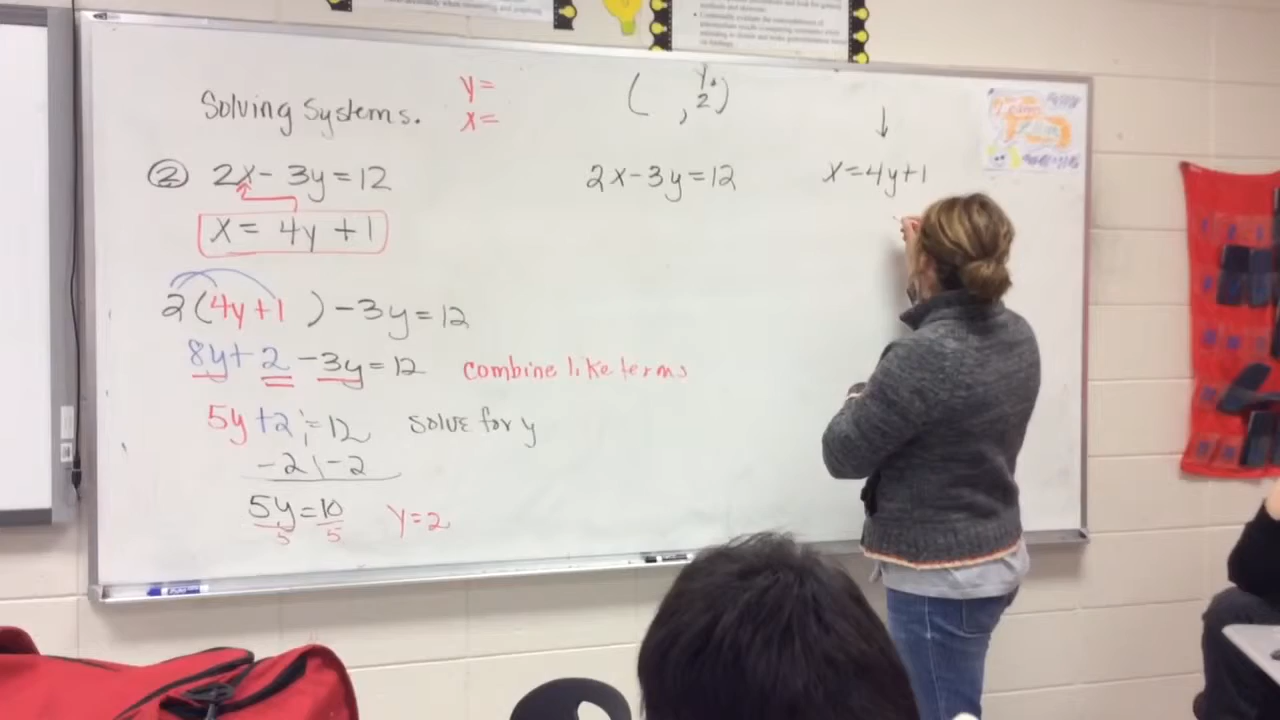 Solving Systems.
y=
x=
( , 2)
② 2x - 3y = 12
x = 4y + 1
2(4y+1 ) - 3y = 12
8y + 2 - 3y = 12 combine like terms
5y + 2 = 12 solve for y
-2 | -2
5y = 10
5 5
y = 2
2x - 3y = 12
↓
x = 4y + 1